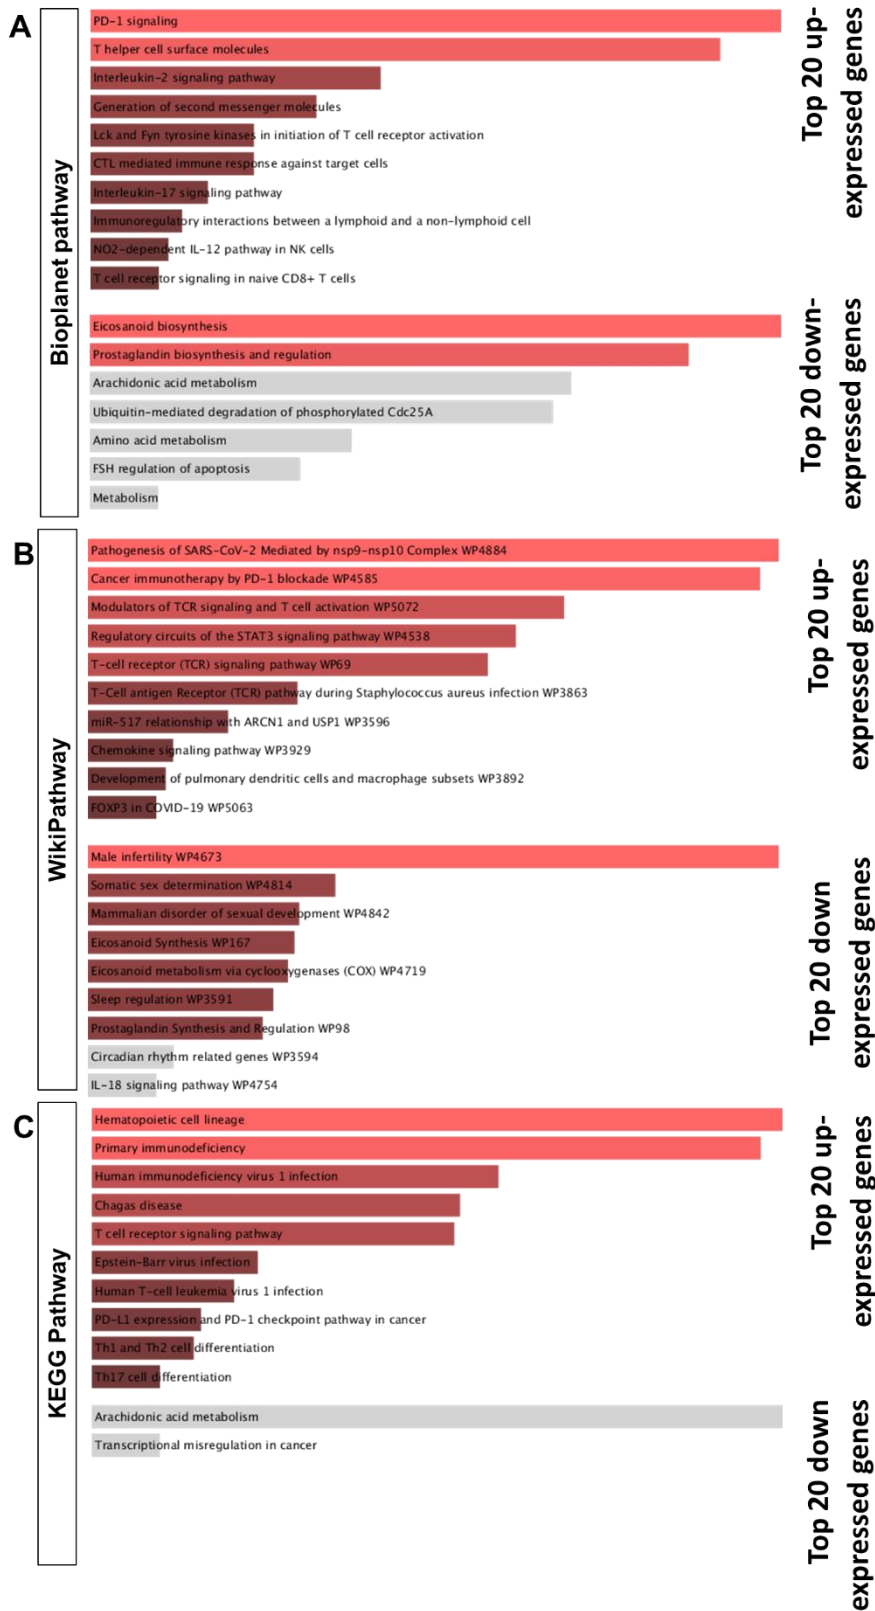 A
Bioplanet pathway
PD-1 signaling
T helper cell surface molecules
Interleukin-2 signaling pathway
Generation of second messenger molecules
Lck and Fyn tyrosine kinases in initiation of T cell receptor activation
CTL mediated immune response against target cells
Interleukin-17 signaling pathway
Immunoregulatory interactions between a lymphoid and a non-lymphoid cell
NO2-dependent IL-12 pathway in NK cells
T cell receptor signaling in naive CD8+ T cells
Top 20 up-
expressed genes
Eicosanoid biosynthesis
Prostaglandin biosynthesis and regulation
Arachidonic acid metabolism
Ubiquitin-mediated degradation of phosphorylated Cdc25A
Amino acid metabolism
FSH regulation of apoptosis
Metabolism
Top 20 down-
expressed genes
B
WikiPathway
Pathogenesis of SARS-CoV-2 Mediated by nsp9-nsp10 Complex WP4884
Cancer immunotherapy by PD-1 blockade WP4585
Modulators of TCR signaling and T cell activation WP5072
Regulatory circuits of the STAT3 signaling pathway WP4538
T-cell receptor (TCR) signaling pathway WP69
T-Cell antigen Receptor (TCR) pathway during Staphylococcus aureus infection WP3863
miR-517 relationship with ARCN1 and USP1 WP3596
Chemokine signaling pathway WP3929
Development of pulmonary dendritic cells and macrophage subsets WP3892
FOXP3 in COVID-19 WP5063
Top 20 up-
expressed genes
Male infertility WP4673
Somatic sex determination WP4814
Mammalian disorder of sexual development WP4842
Eicosanoid Synthesis WP167
Eicosanoid metabolism via cyclooxygenases (COX) WP4719
Sleep regulation WP3591
Prostaglandin Synthesis and Regulation WP98
Circadian rhythm related genes WP3594
IL-18 signaling pathway WP4754
Top 20 down
expressed genes
C
KEGG Pathway
Hematopoietic cell lineage
Primary immunodeficiency
Human immunodeficiency virus 1 infection
Chagas disease
T cell receptor signaling pathway
Epstein-Barr virus infection
Human T-cell leukemia virus 1 infection
PD-L1 expression and PD-1 checkpoint pathway in cancer
Th1 and Th2 cell differentiation
Th17 cell differentiation
Top 20 up-
expressed genes
Arachidonic acid metabolism
Transcriptional misregulation in cancer
Top 20 down
expressed genes